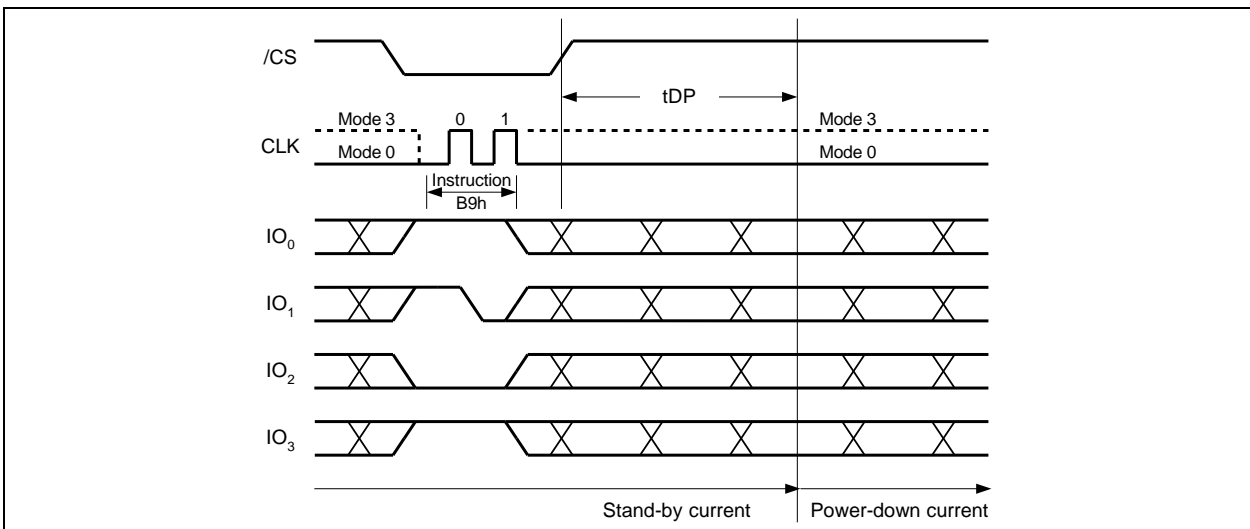 /CS
tDP
Mode 3 0 1 Mode 3
CLK
Mode 0 Mode 0
Instruction
B9h
IO0
IO1
IO2
IO3
Stand-by current Power-down current